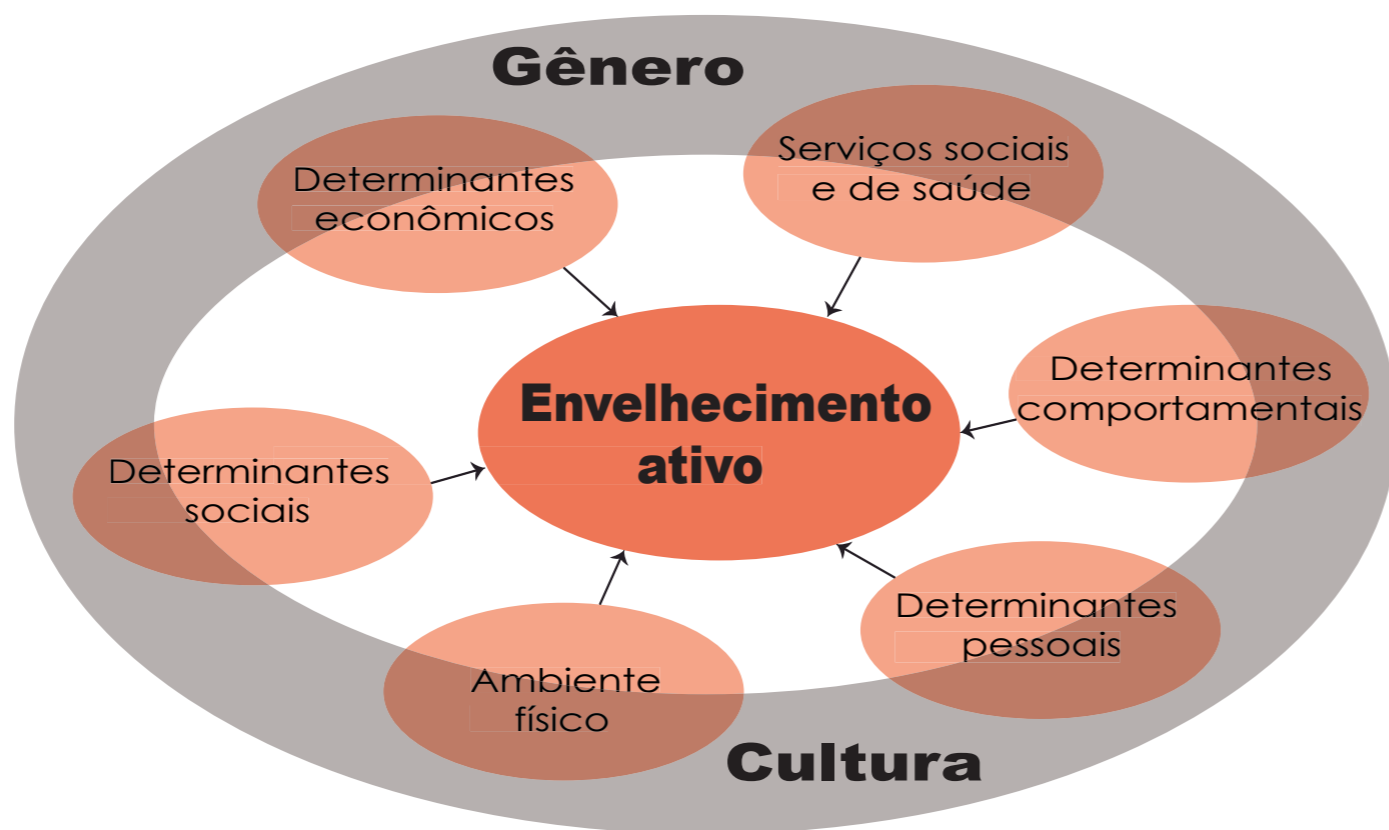 Gênero
Serviços sociais
e de saúde
Determinantes
econômicos
Determinantes
comportamentais
Envelhecimento
ativo
Determinantes
sociais
Determinantes
pessoais
Ambiente
físico
Cultura